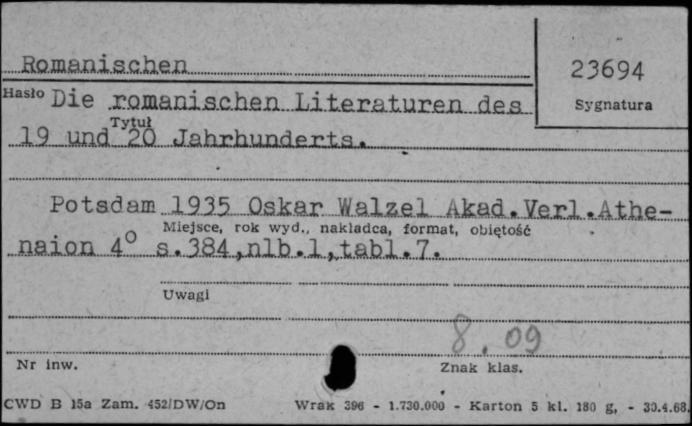 Romanischen
23694
Hasło Die romanischen Literaturen des
Sygnatura
Tytuł
19 und 20 Jahrhunderts.
Potsdam 1935 Oskar Walzel Akad.Verl.Athe-
Miejsce, rok wyd., nakładca, format, objętość
naion 4° s.384,nlb.1,tabl.7.
Uwagi
8.09
Nr inw.
Znak klas.
CWD B 15a Zam. 452/DW/On Wrak 396 - 1.730.000 - Karton 5 kl. 180 g, - 30.4.68.